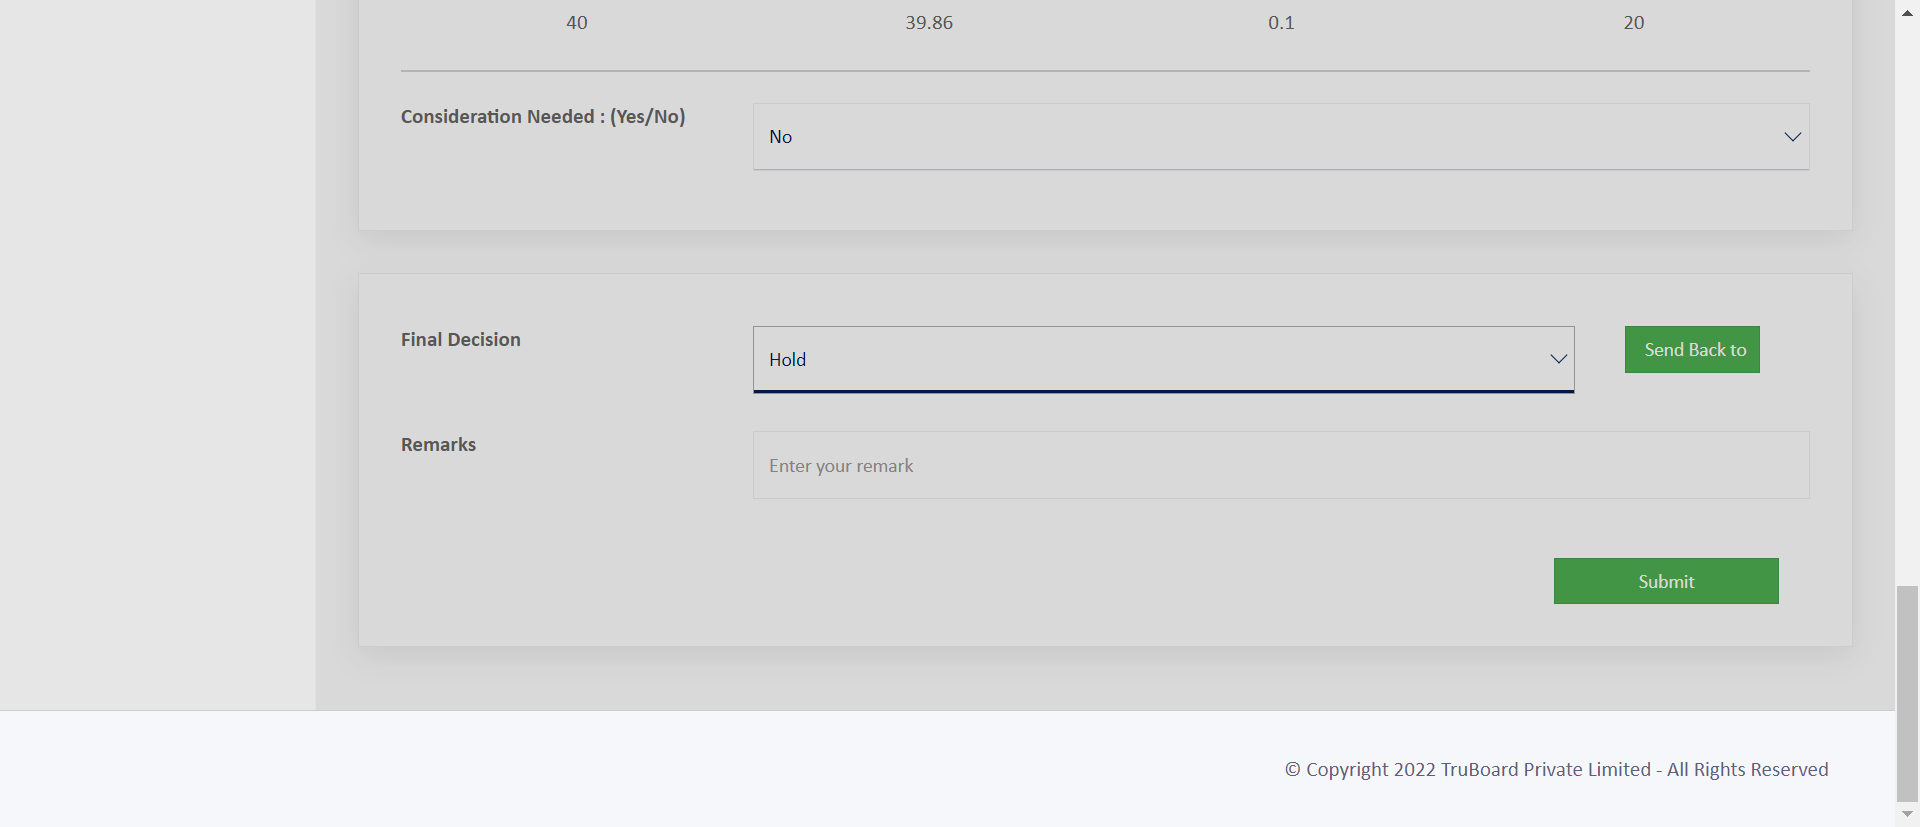 40 39.86 0.1 20
Consideration Needed : (Yes/No)
No
Final Decision
Hold
Send Back to
Remarks
Enter your remark
Submit
© Copyright 2022 TruBoard Private Limited - All Rights Reserved